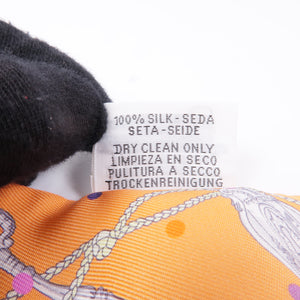 100% SILK - SEDA
SETA - SEIDE
DRY CLEAN ONLY
LIMPIEZA EN SECO
PULITURA A SECCO
TROCKENREINIGUNG